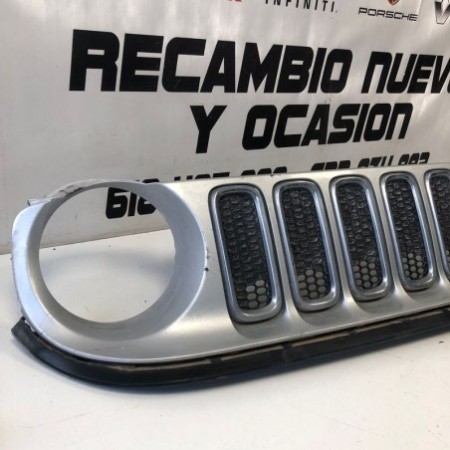 INFINITI.
PORSCHE
RECAMBIO NUEV
Y OCASION